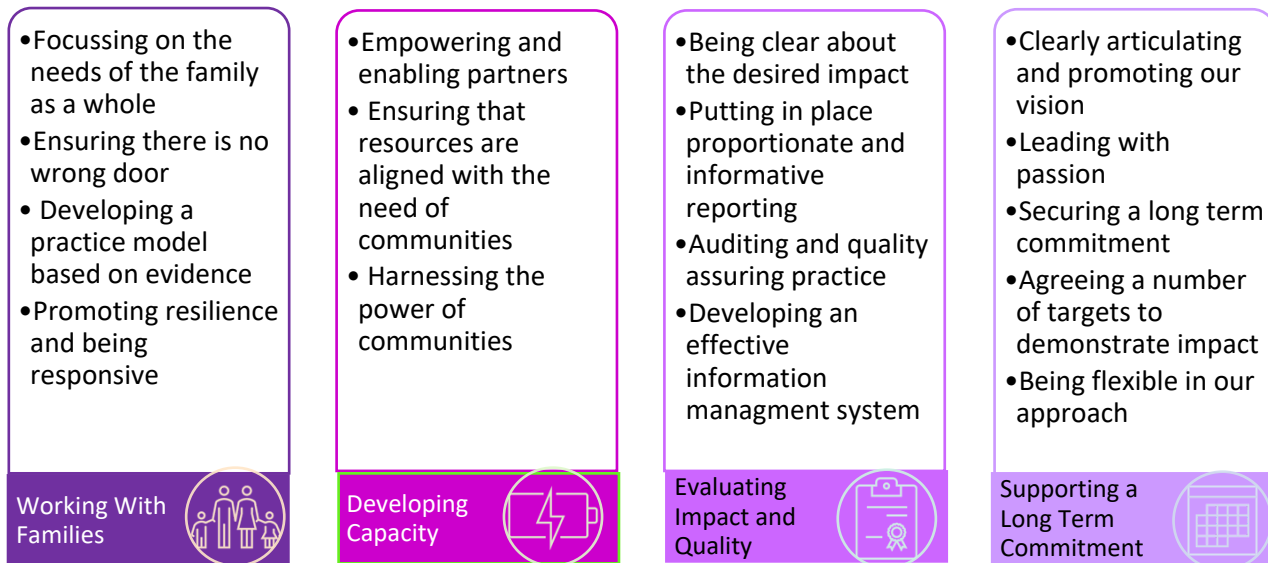 •Focussing on the
needs of the family
as a whole
•Ensuring there is no
wrong door
• Developing a
practice model
based on evidence
•Promoting resilience
and being
responsive
Working With
Families
•Empowering and
enabling partners
• Ensuring that
resources are
aligned with the
need of
communities
• Harnessing the
power of
communities
Developing
Capacity
•Being clear about
the desired impact
•Putting in place
proportionate and
informative
reporting
•Auditing and quality
assuring practice
•Developing an
effective
information
managment system
Evaluating
Impact and
Quality
•Clearly articulating
and promoting our
vision
•Leading with
passion
•Securing a long term
commitment
•Agreeing a number
of targets to
demonstrate impact
•Being flexible in our
approach
Supporting a
Long Term
Commitment